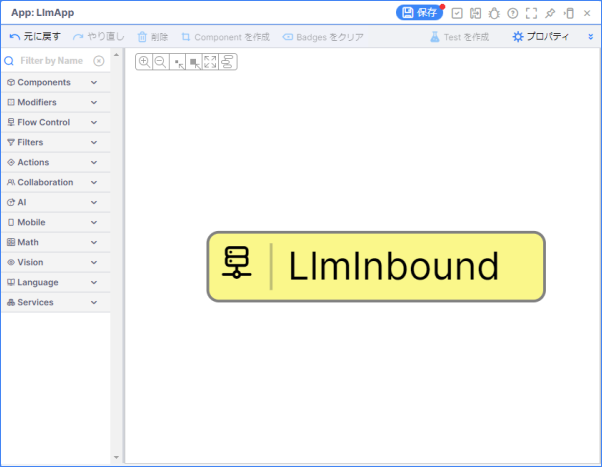 App: LlmApp
保存
元に戻す
やり直し
削除
Component を作成
Badges をクリア
Test を作成
プロパティ
Filter by Name
Components
Modifiers
Flow Control
Filters
Actions
Collaboration
AI
Mobile
Math
Vision
Language
Services
LlmInbound